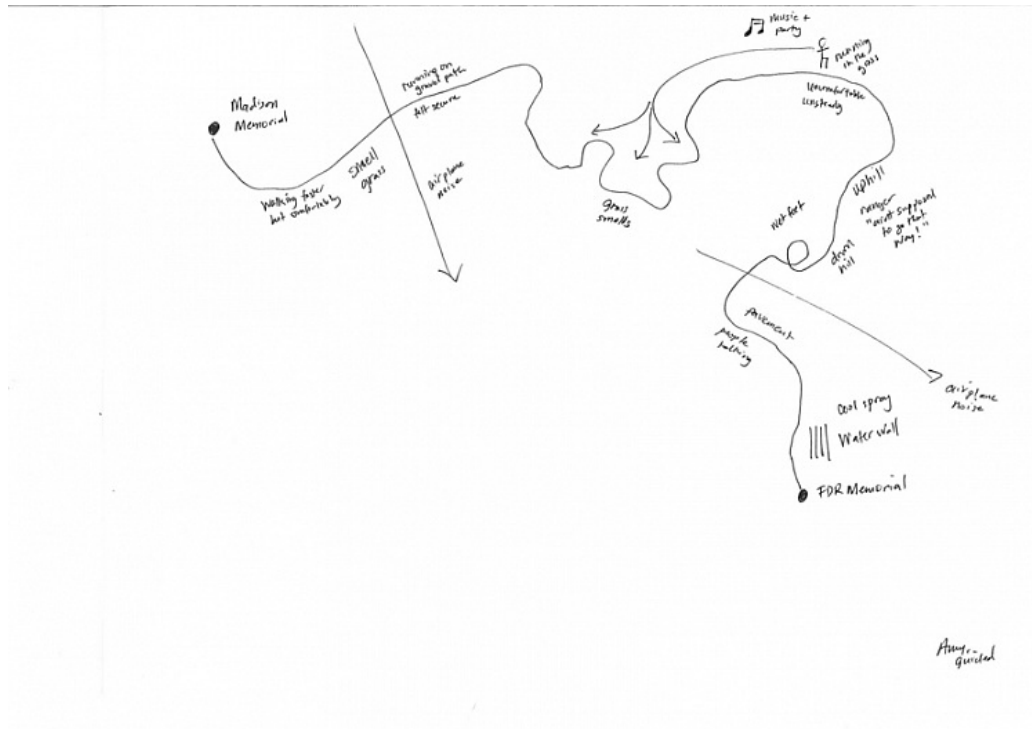 music +
party
running
in the
grass
Madison
Memorial
running on
gravel path
felt secure
uncomfortable
unsteady
walking faster
but comfortably
smell
grass
airplane
noise
grass
smells
uphill
ranger
to go that
way!"
wet feet
down
hill
pavement
people
talking
airplane
noise
Cool spray
Water wall
FDR Memorial
Amy
guided